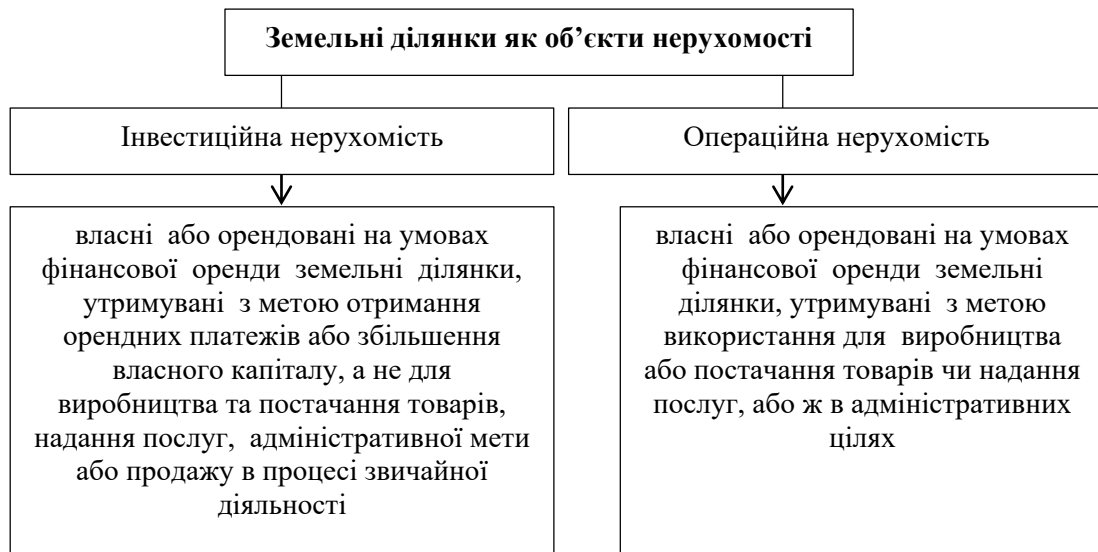 Земельні ділянки як об’єкти нерухомості
Інвестиційна нерухомість
Операційна нерухомість
власні або орендовані на умовах
фінансової оренди земельні ділянки,
утримувані з метою отримання
орендних платежів або збільшення
власного капіталу, а не для
виробництва та постачання товарів,
надання послуг, адміністративної мети
або продажу в процесі звичайної
діяльності
власні або орендовані на умовах
фінансової оренди земельні
ділянки, утримувані з метою
використання для виробництва
або постачання товарів чи надання
послуг, або ж в адміністративних
цілях